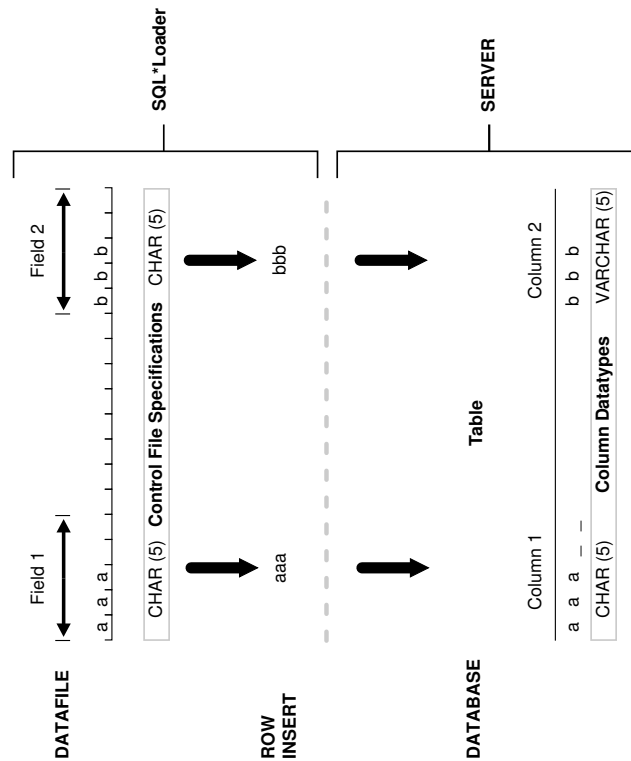 DATAFILE
Field 1
Field 2
a a a
b b b
CHAR (5) Control File Specifications CHAR (5)
SQL*Loader
ROW
INSERT
aaa
bbb
DATABASE
Table
SERVER
Column 1
Column 2
a a a _ _
b b b
CHAR (5) Column Datatypes VARCHAR (5)